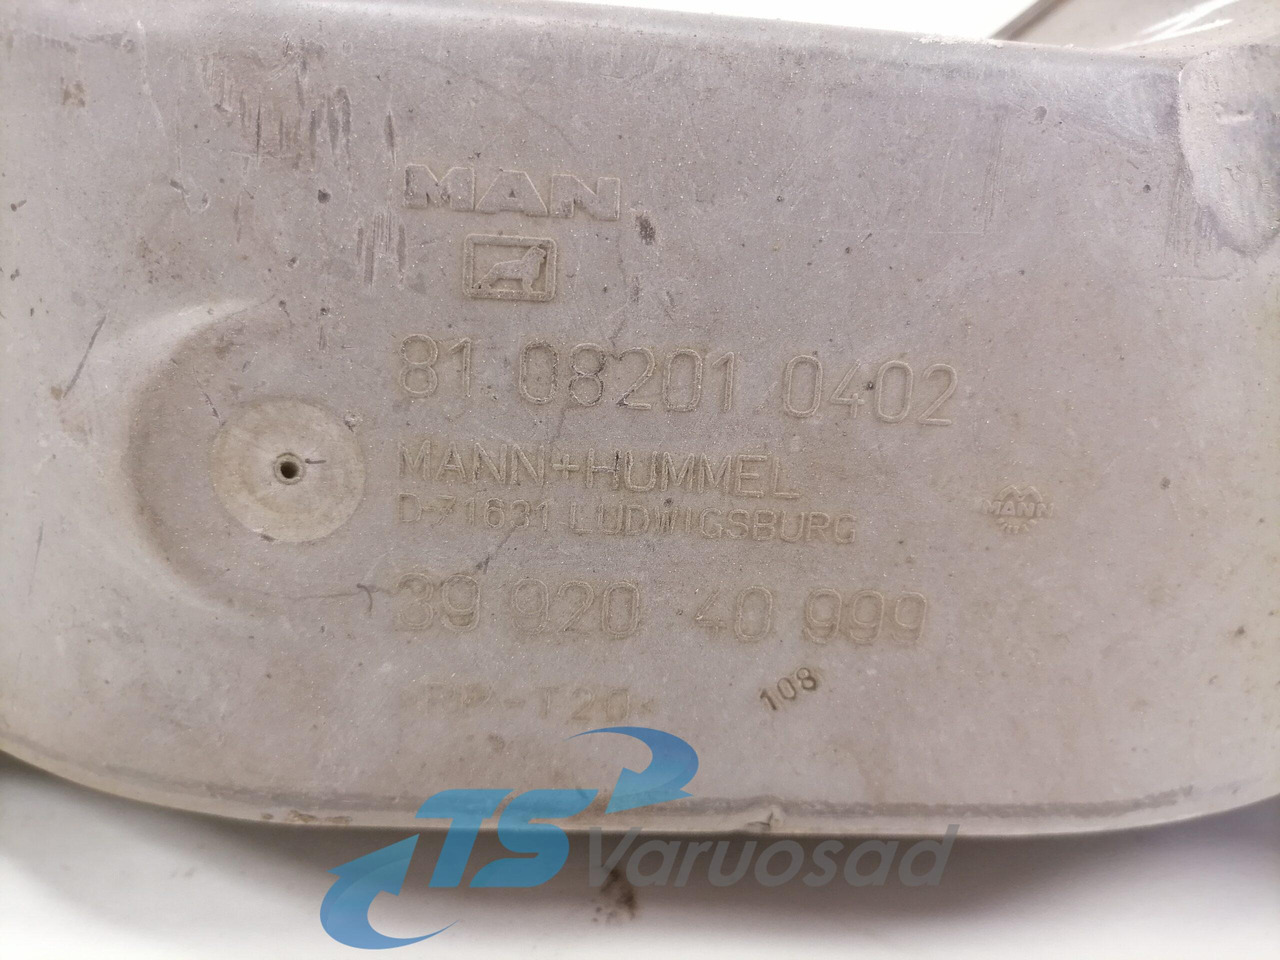 MAN
81 08201 0402
MANN+HUMMEL
D-71631 LUDWIGSBURG
MANN
39 920 40 999
108
TS Varuosad